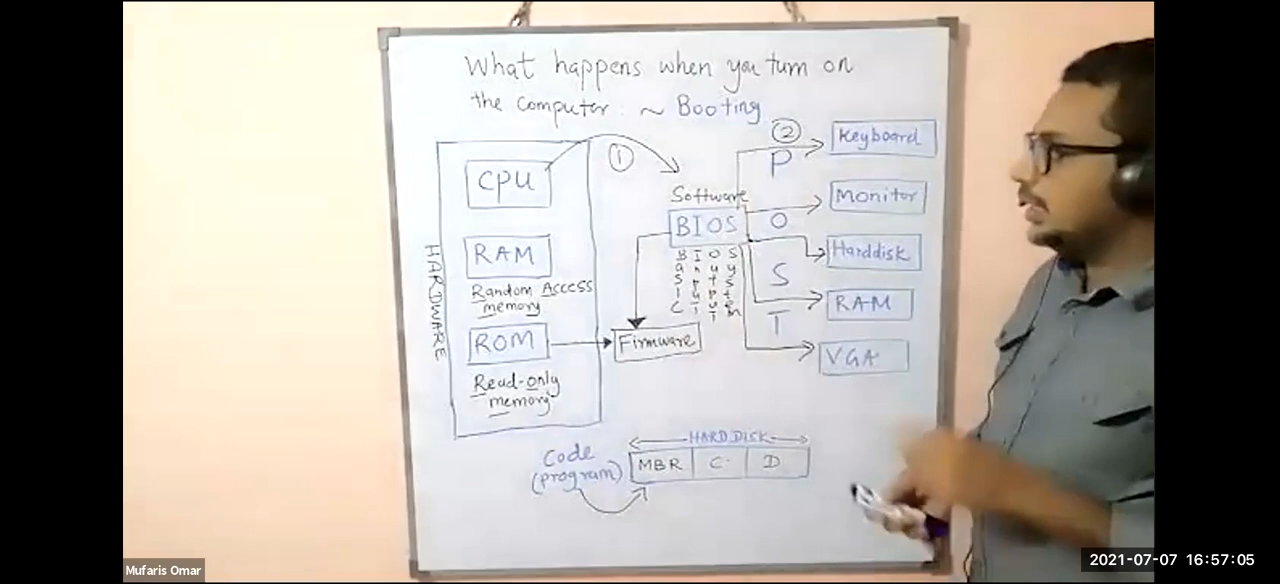 What happens when you turn on
the computer: ~ Booting
HARDWARE
CPU
RAM
Random Access
memory
ROM
Read-only
memory
1
Software
BIOS
Basic Input Output System
Firmware
2
P
O
S
T
Keyboard
Monitor
Harddisk
RAM
VGA
Code
(program)
HARD DISK
MBR
C
D
Mufaris Omar
2021-07-07 16:57:05